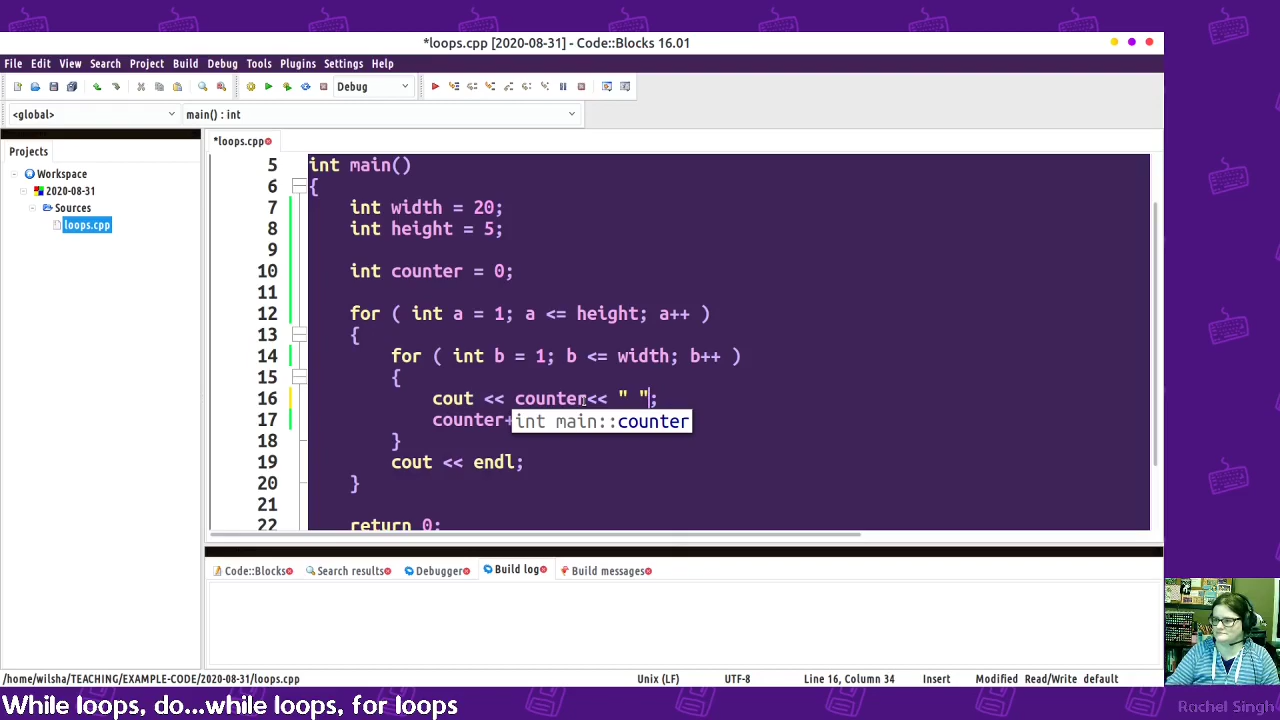 *loops.cpp [2020-08-31] - Code::Blocks 16.01
File Edit View Search Project Build Debug Tools Plugins Settings Help
Debug
<global> main() : int
*loops.cpp
Projects
Workspace
2020-08-31
Sources
loops.cpp
5 int main()
6 {
7 int width = 20;
8 int height = 5;
9
10 int counter = 0;
11
12 for ( int a = 1; a <= height; a++ )
13 {
14 for ( int b = 1; b <= width; b++ )
15 {
16 cout << counter<< " ";
17 counter+
int main::counter
18 }
19 cout << endl;
20 }
21
22 return 0;
Code::Blocks Search results Debugger Build log Build messages
/home/wilsha/TEACHING/EXAMPLE-CODE/2020-08-31/loops.cpp Unix (LF) UTF-8 Line 16, Column 34 Insert Modified Read/Write default
While loops, do...while loops, for loops
Rachel Singh